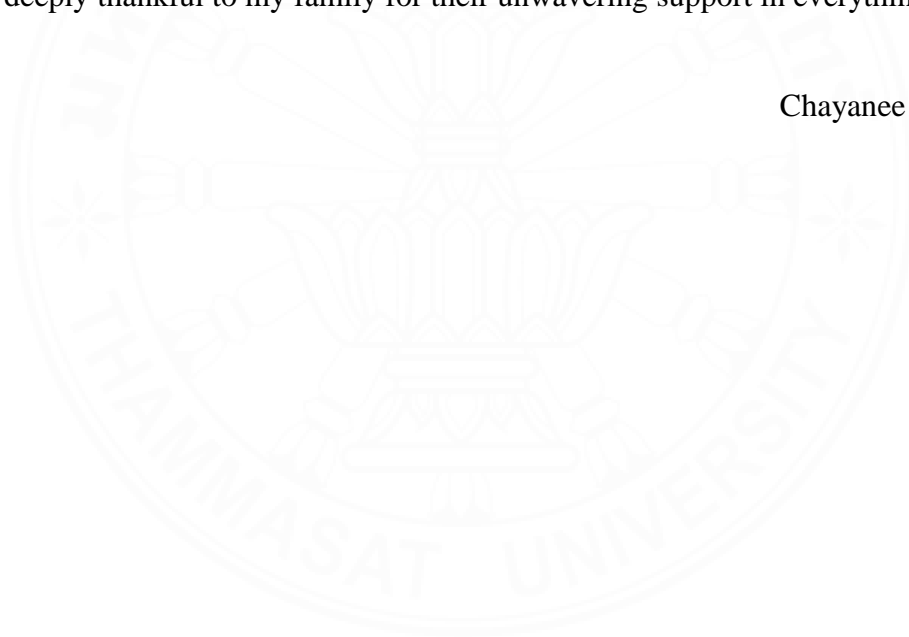 deeply thankful to my family for their unwavering support in
Chayanee
THAMMASAT UNIVERSITY